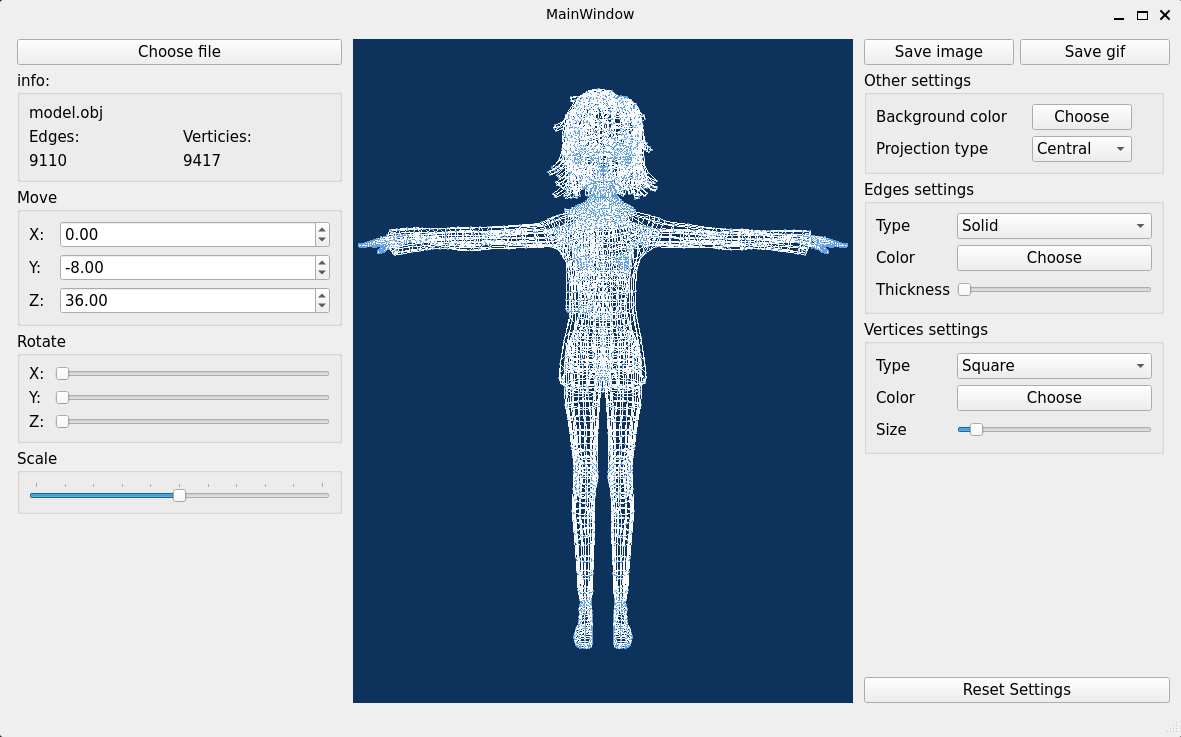 MainWindow
Choose file
info:
model.obj
Edges: Verticies:
9110 9417
Move
X: 0.00
Y: -8.00
Z: 36.00
Rotate
X:
Y:
Z:
Scale
Save image Save gif
Other settings
Background color Choose
Projection type Central
Edges settings
Type Solid
Color Choose
Thickness
Vertices settings
Type Square
Color Choose
Size
Reset Settings